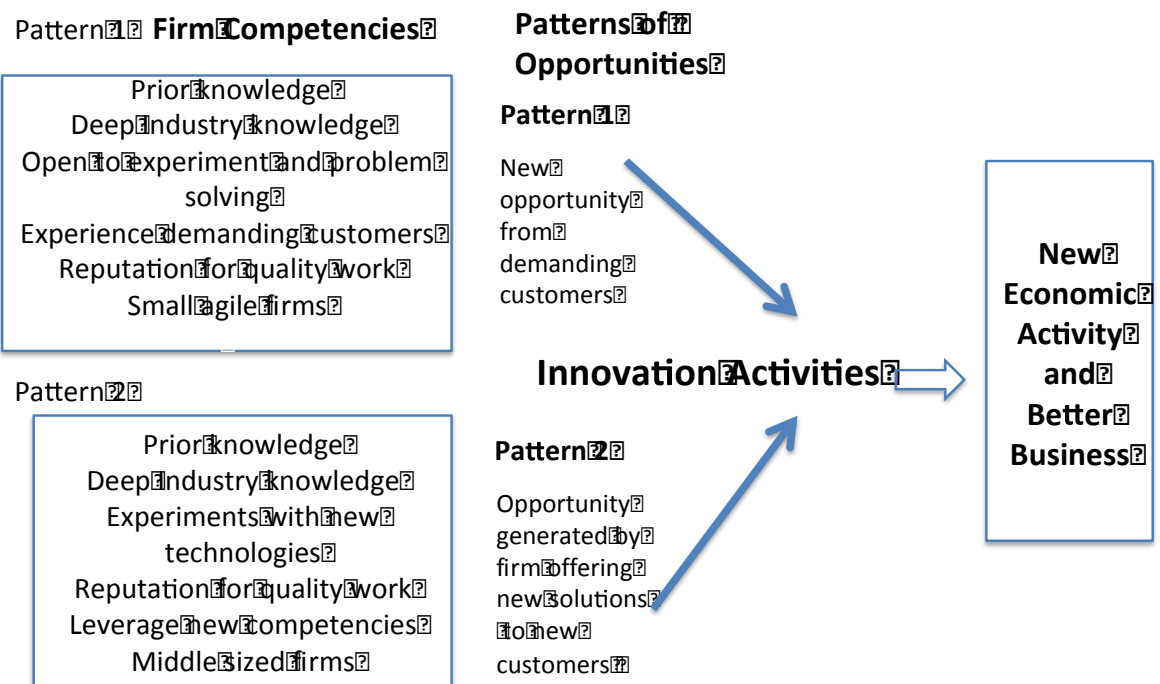 Pattern 1 Firm Competencies
Prior knowledge
Deep Industry knowledge
Open to experiment and problem
solving
Experience demanding customers
Reputation for quality work
Small agile firms
Pattern 2
Prior knowledge
Deep Industry knowledge
Experiments with new
technologies
Reputation for quality work
Leverage new competencies
Middle sized firms
Patterns of
Opportunities
Pattern 1
New
opportunity
from
demanding
customers
Innovation Activities
Pattern 2
Opportunity
generated by
firm offering
new solutions
to new
customers
New
Economic
Activity
and
Better
Business